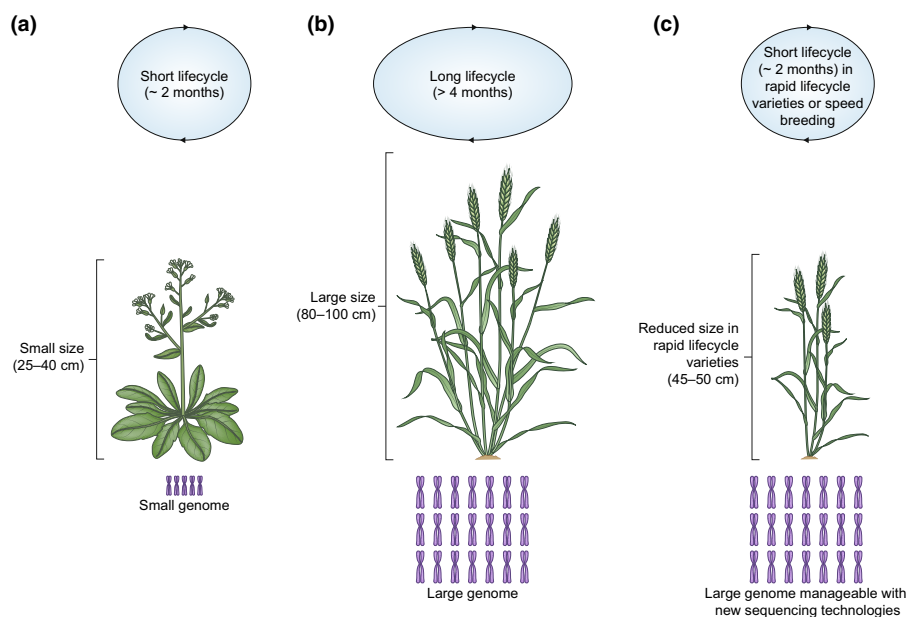 (a)
Short lifecycle
(~ 2 months)
Small size
(25–40 cm)
Small genome
(b)
Long lifecycle
(> 4 months)
Large size
(80–100 cm)
Large genome
(c)
Short lifecycle
(~ 2 months) in
rapid lifecycle
varieties or speed
breeding
Reduced size in
rapid lifecycle
varieties
(45–50 cm)
Large genome manageable with
new sequencing technologies